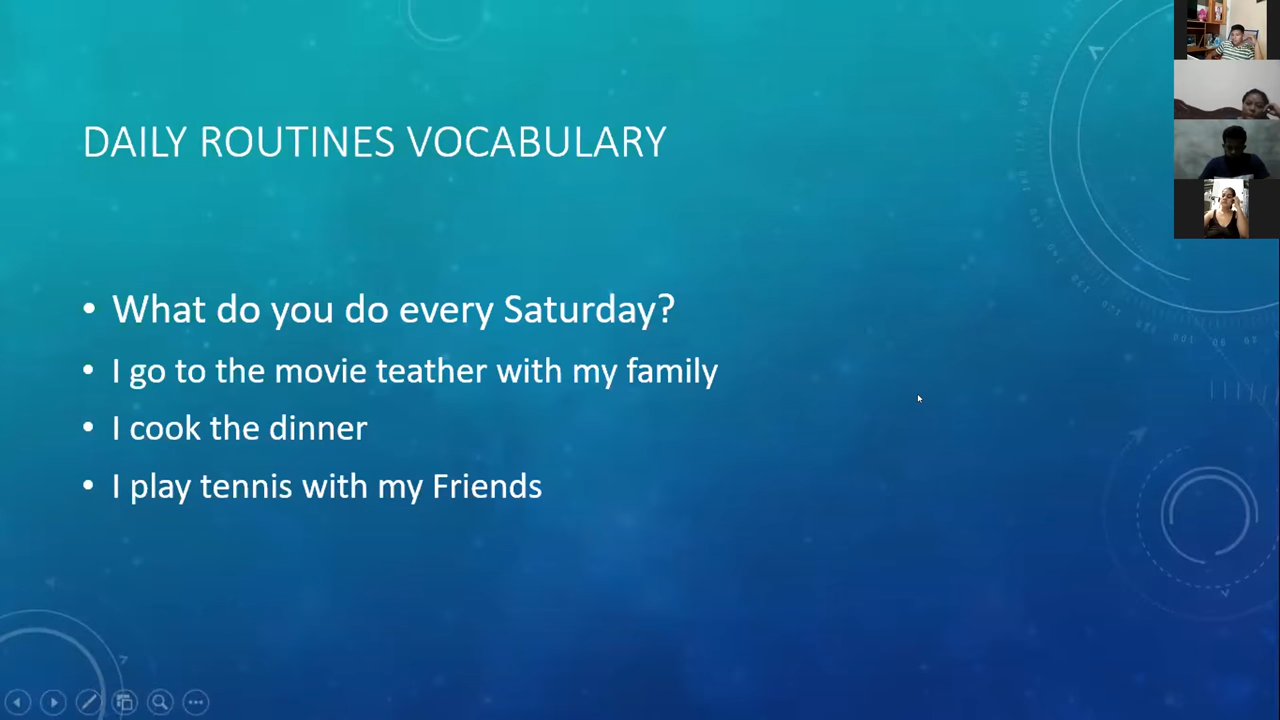 DAILY ROUTINES VOCABULARY
• What do you do every Saturday?
• I go to the movie teather with my family
• I cook the dinner
• I play tennis with my Friends